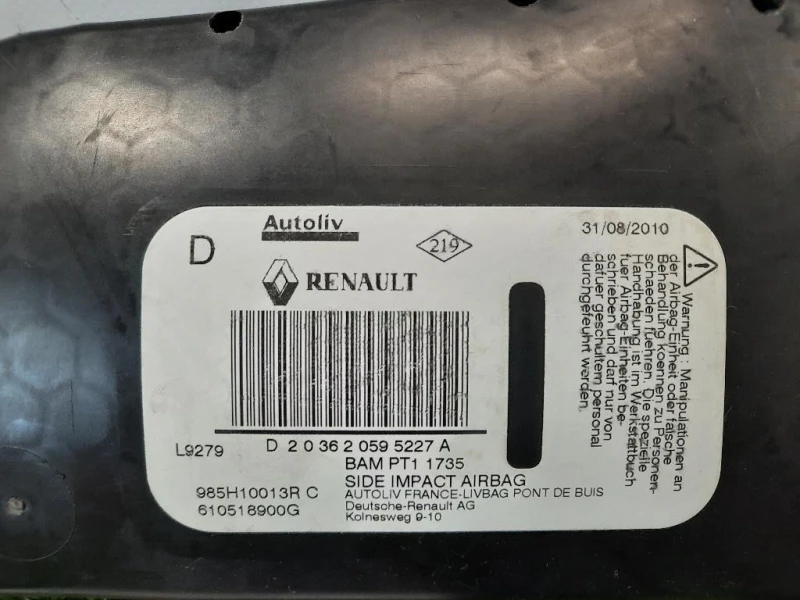 D
Autoliv
219
31/08/2010
RENAULT
L9279
D 2 0 36 2 059 5227 A
BAM PT1 1735
SIDE IMPACT AIRBAG
985H10013R C
AUTOLIV FRANCE-LIVBAG PONT DE BUIS
610518900G
Deutsche-Renault AG
Kolnesweg 9-10
Warnung : Manipulationen an
der Airbag-Einheit oder falsche
Behandlung koennen zu Personen-
schaeden fuehren. Die spezielle
Handhabung ist im Werkstattbuch
fuer Airbag-Einheiten be-
schrieben und darf nur von
dafuer geschultem personal
durchgefeuhrt werden.